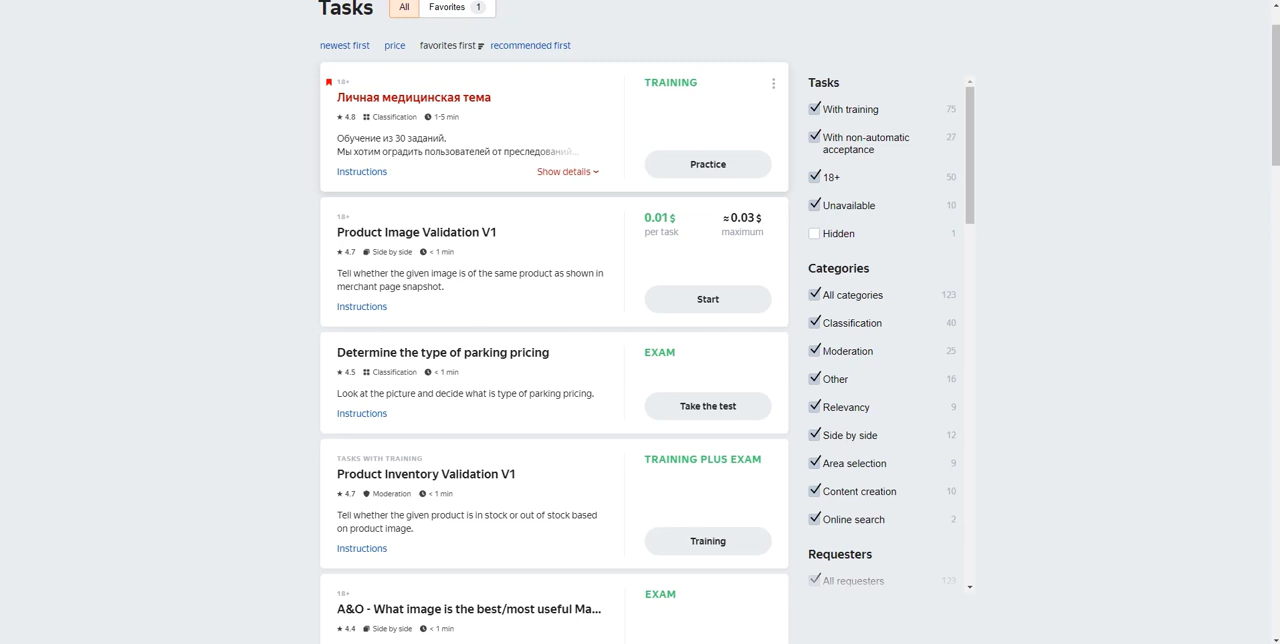 Tasks
All
Favorites 1
newest first
price
favorites first
recommended first
18+
Личная медицинская тема
4.8 Classification 1-5 min
Обучение из 30 заданий.
Мы хотим оградить пользователей от преследований...
Instructions
Show details
TRAINING
Practice
18+
Product Image Validation V1
4.7 Side by side < 1 min
Tell whether the given image is of the same product as shown in
merchant page snapshot.
Instructions
0.01 $
per task
≈ 0.03 $
maximum
Start
Determine the type of parking pricing
4.5 Classification < 1 min
Look at the picture and decide what is type of parking pricing.
Instructions
EXAM
Take the test
TASKS WITH TRAINING
Product Inventory Validation V1
4.7 Moderation < 1 min
Tell whether the given product is in stock or out of stock based
on product image.
Instructions
TRAINING PLUS EXAM
Training
18+
A&O - What image is the best/most useful Ma...
4.4 Side by side < 1 min
EXAM
Tasks
With training 75
With non-automatic 27
acceptance
18+ 50
Unavailable 10
Hidden 1
Categories
All categories 123
Classification 40
Moderation 25
Other 16
Relevancy 9
Side by side 12
Area selection 9
Content creation 10
Online search 2
Requesters
All requesters 123